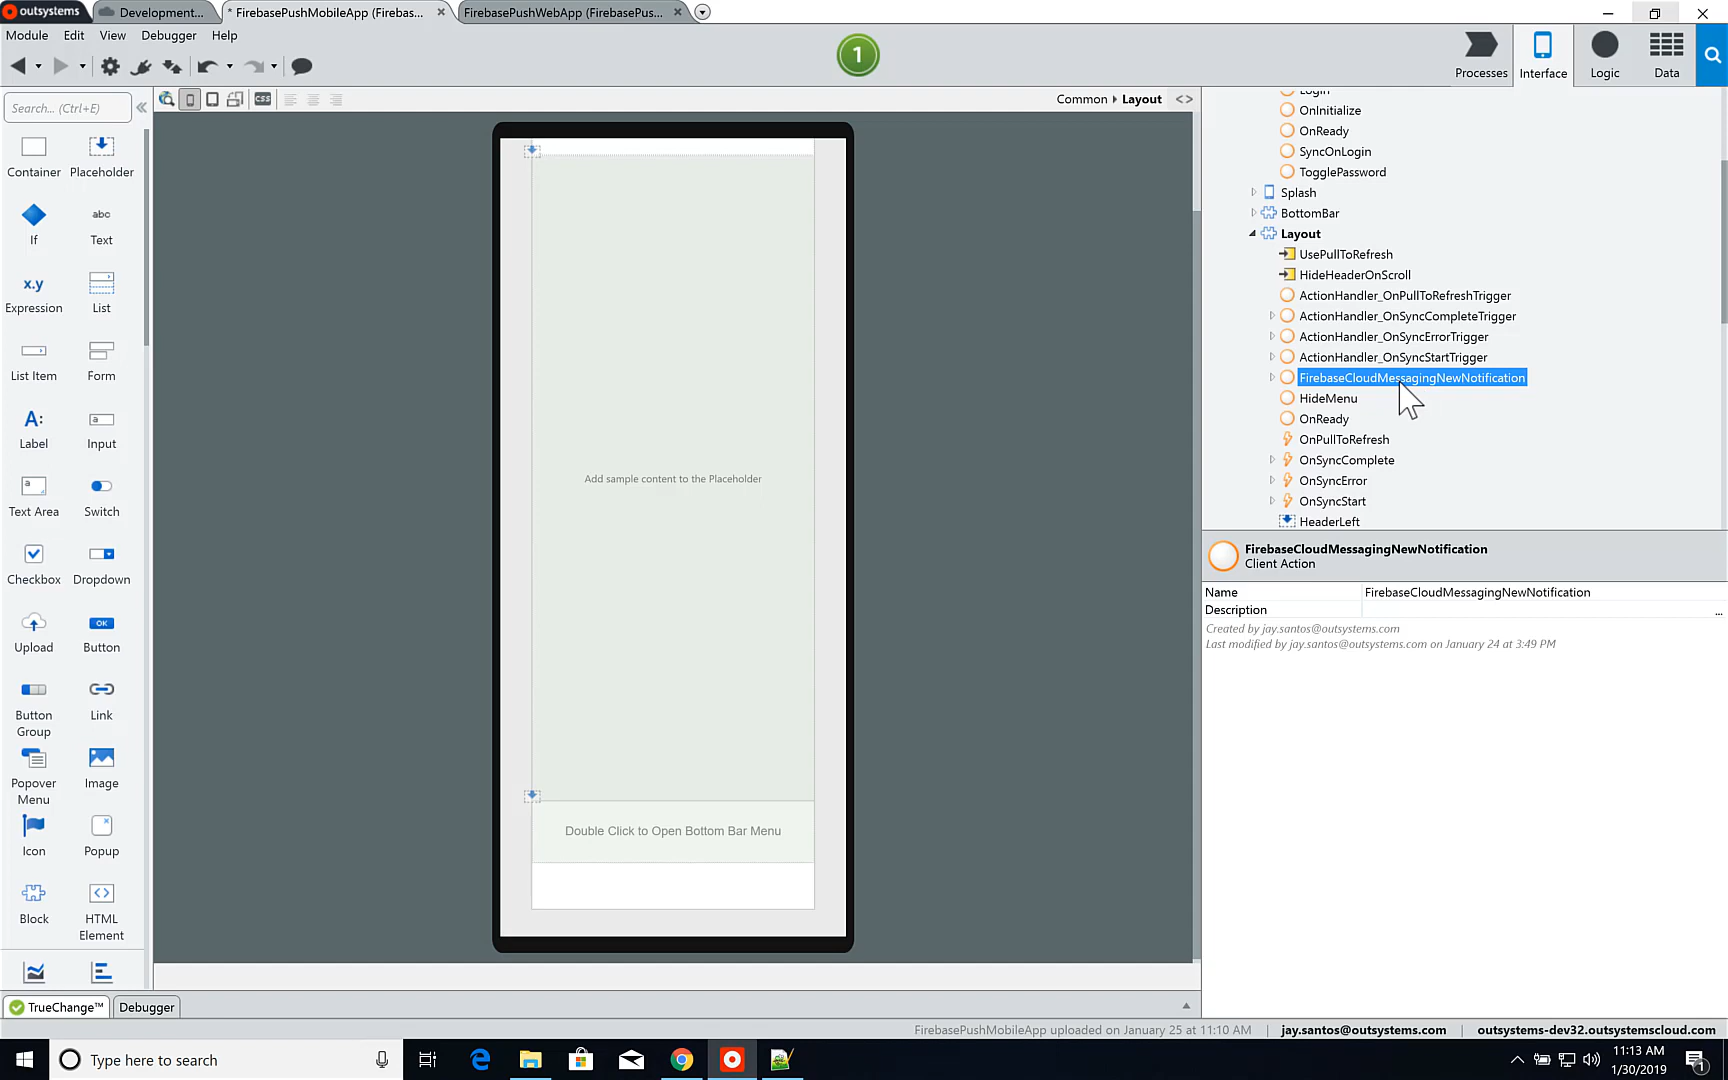 outsystems
Development...
* FirebasePushMobileApp (Firebas...
FirebasePushWebApp (FirebasePus...
Module Edit View Debugger Help
1
Processes Interface Logic Data
Search... (Ctrl+E)
CSS
Common Layout
Container Placeholder
abc
If Text
x.y
Expression List
List Item Form
A:
a
Label Input
a
Text Area Switch
Checkbox Dropdown
OK
Upload Button
Button Group
Link
Popover Menu
Image
Icon Popup
Block
HTML Element
Add sample content to the Placeholder
Double Click to Open Bottom Bar Menu
Login
OnInitialize
OnReady
SyncOnLogin
TogglePassword
Splash
BottomBar
Layout
UsePullToRefresh
HideHeaderOnScroll
ActionHandler_OnPullToRefreshTrigger
ActionHandler_OnSyncCompleteTrigger
ActionHandler_OnSyncErrorTrigger
ActionHandler_OnSyncStartTrigger
FirebaseCloudMessagingNewNotification
HideMenu
OnReady
OnPullToRefresh
OnSyncComplete
OnSyncError
OnSyncStart
HeaderLeft
FirebaseCloudMessagingNewNotification
Client Action
Name FirebaseCloudMessagingNewNotification
Description ...
Created by jay.santos@outsystems.com
Last modified by jay.santos@outsystems.com on January 24 at 3:49 PM
TrueChange™ Debugger
FirebasePushMobileApp uploaded on January 25 at 11:10 AM jay.santos@outsystems.com outsystems-dev32.outsystemscloud.com
Type here to search
11:13 AM
1/30/2019
1